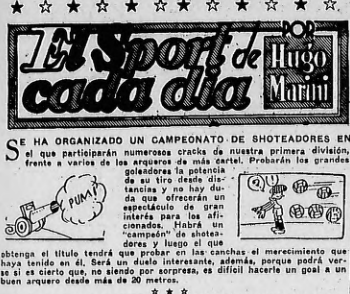 El Sport de
cada dia
POR
Hugo
Marini
SE HA ORGANIZADO UN CAMPEONATO DE SHOTEADORES EN
el que participarán numerosos cracks de nuestra primera división,
frente a varios de los arqueros de más cartel. Probarán los grandes
goleadores la potencia
de su tiro desde dis-
tancias y no hay du-
da que ofrecerán un
espectáculo de gran
interés para los afi-
cionados. Habrá un
"campeón" de shotea-
dores y luego el que
PUM!
obtenga el título tendrá que probar en las canchas el merecimiento que
haya tenido en él. Será un duelo interesante, además, porque podrá ver-
se si es cierto que, no siendo por sorpresa, es difícil hacerle un goal a un
buen arquero desde más de 20 metros.